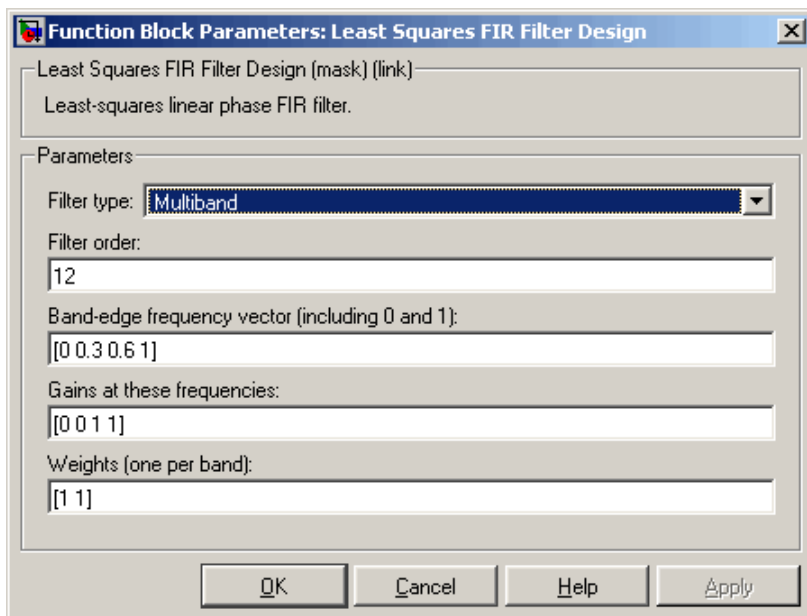 Function Block Parameters: Least Squares FIR Filter Design
Least Squares FIR Filter Design (mask) (link)
Least-squares linear phase FIR filter.
Parameters
Filter type: Multiband
Filter order:
12
Band-edge frequency vector (including 0 and 1):
[0 0.3 0.6 1]
Gains at these frequencies:
[0 0 1 1]
Weights (one per band):
[1 1]
OK Cancel Help Apply